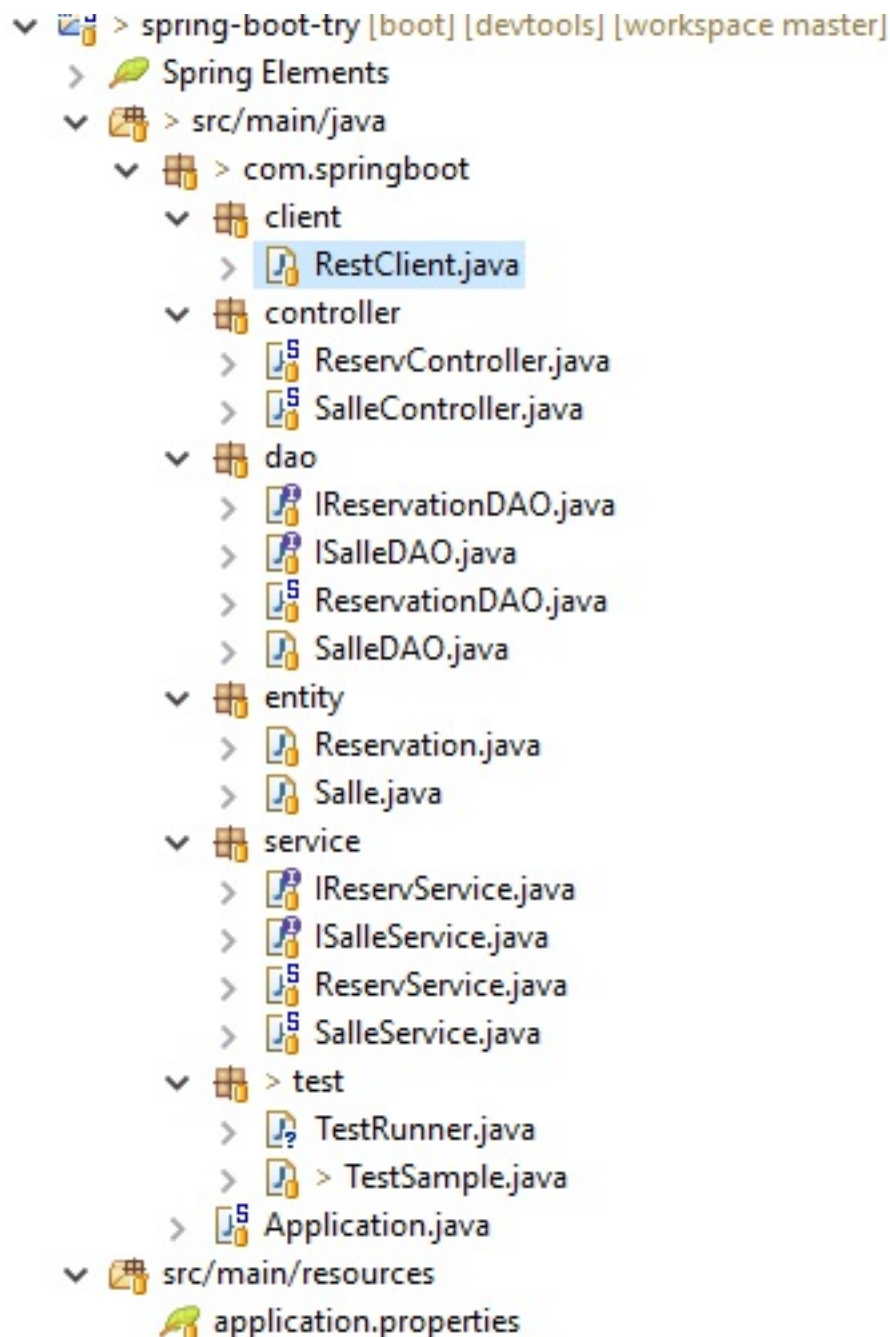 > spring-boot-try [boot] [devtools] [workspace master]
Spring Elements
> src/main/java
> com.springboot
client
RestClient.java
controller
ReservController.java
SalleController.java
dao
IReservationDAO.java
ISalleDAO.java
ReservationDAO.java
SalleDAO.java
entity
Reservation.java
Salle.java
service
IReservService.java
ISalleService.java
ReservService.java
SalleService.java
> test
TestRunner.java
> TestSample.java
Application.java
src/main/resources
application.properties